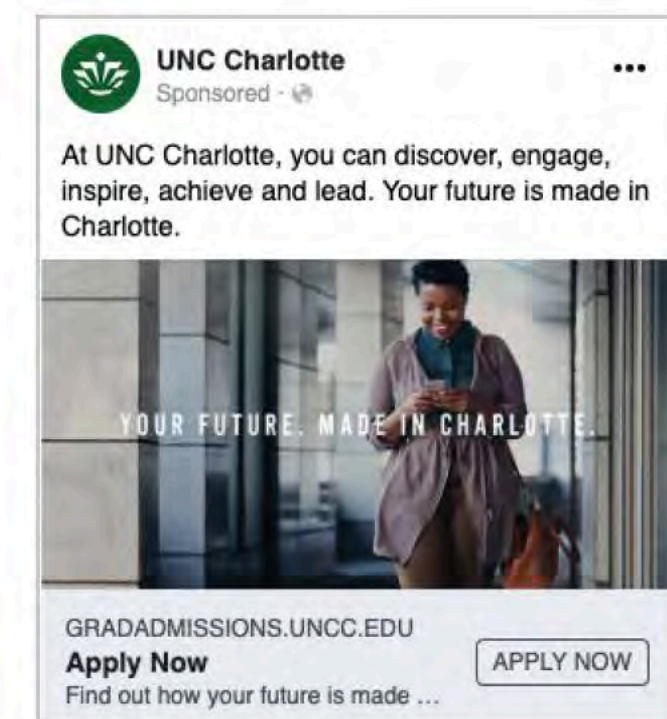 UNC Charlotte
Sponsored ·
At UNC Charlotte, you can discover, engage,
inspire, achieve and lead. Your future is made in
Charlotte.
YOUR FUTURE. MADE IN CHARLOTTE.
GRADADMISSIONS.UNCC.EDU
Apply Now
APPLY NOW
Find out how your future is made ...